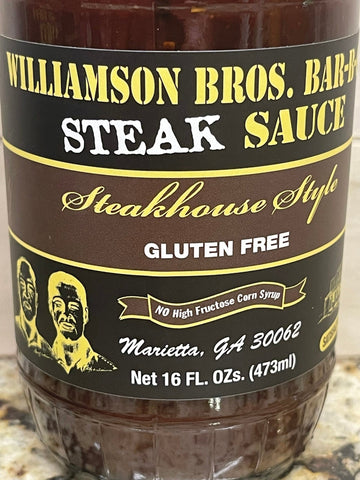 WILLIAMSON BROS. BAR-B-
STEAK SAUCE
Steakhouse Style
GLUTEN FREE
NO High Fructose Corn Syrup
Marietta, GA 30062
Net 16 FL. OZs. (473ml)